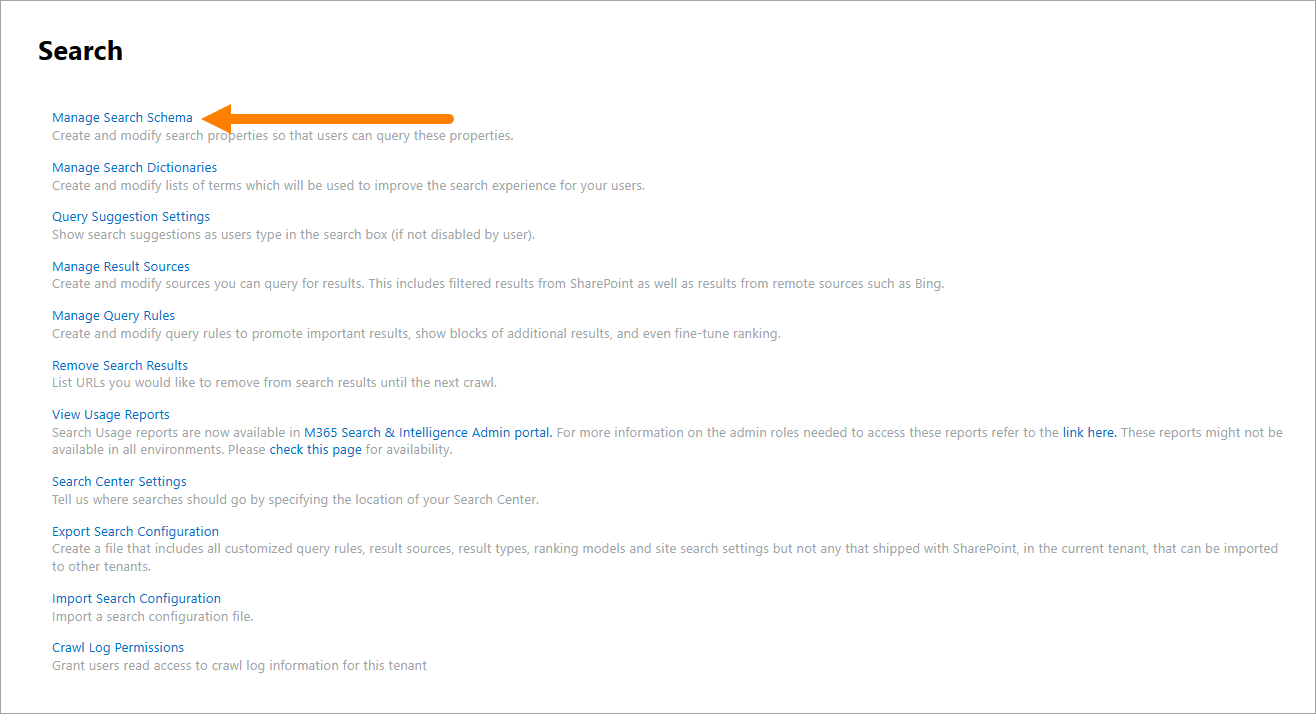 Search
Manage Search Schema
Create and modify search properties so that users can query these properties.
Manage Search Dictionaries
Create and modify lists of terms which will be used to improve the search experience for your users.
Query Suggestion Settings
Show search suggestions as users type in the search box (if not disabled by user).
Manage Result Sources
Create and modify sources you can query for results. This includes filtered results from SharePoint as well as results from remote sources such as Bing.
Manage Query Rules
Create and modify query rules to promote important results, show blocks of additional results, and even fine-tune ranking.
Remove Search Results
List URLs you would like to remove from search results until the next crawl.
View Usage Reports
Search Usage reports are now available in M365 Search & Intelligence Admin portal. For more information on the admin roles needed to access these reports refer to the link here. These reports might not be
available in all environments. Please check this page for availability.
Search Center Settings
Tell us where searches should go by specifying the location of your Search Center.
Export Search Configuration
Create a file that includes all customized query rules, result sources, result types, ranking models and site search settings but not any that shipped with SharePoint, in the current tenant, that can be imported
to other tenants.
Import Search Configuration
Import a search configuration file.
Crawl Log Permissions
Grant users read access to crawl log information for this tenant